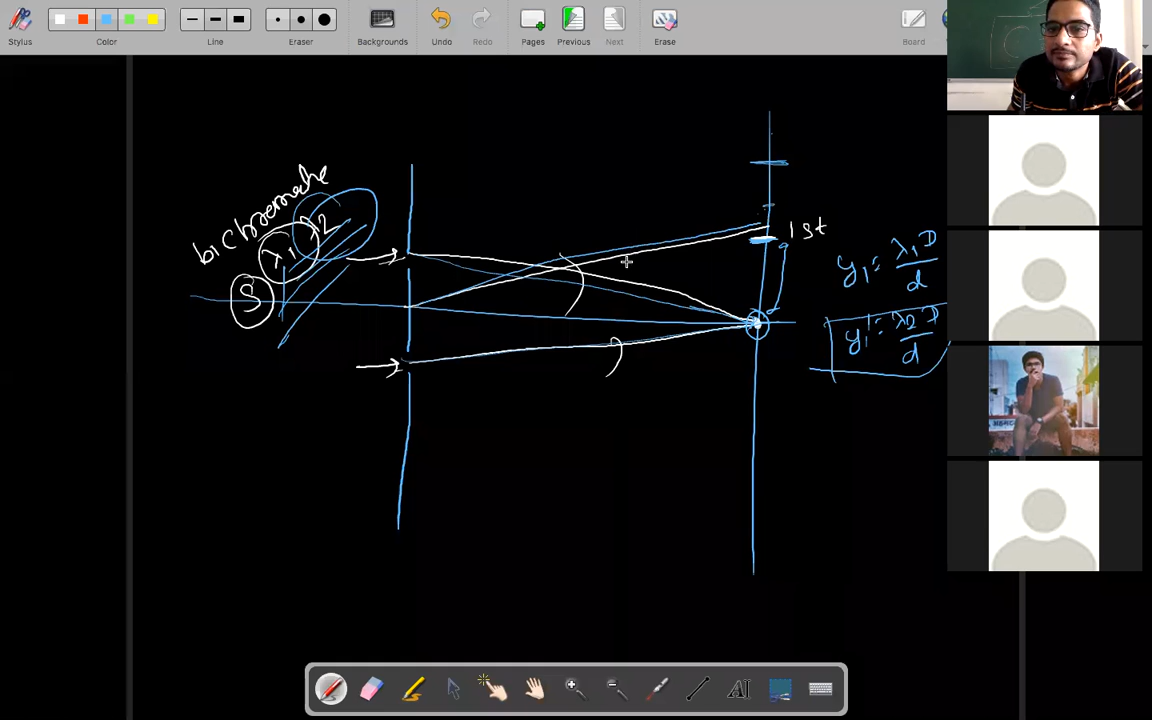 Stylus
Color
Line
Eraser
Backgrounds
Undo
Redo
Pages
Previous
Next
Erase
Board
bichromatic
λ1 λ2
S
1st
y1 = λ1D/d
y1' = λ2D/d